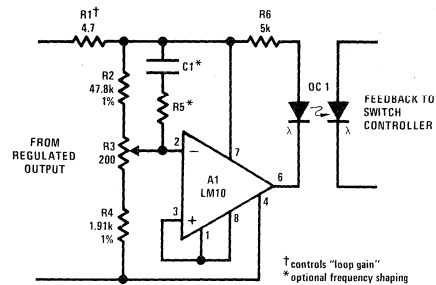 R1†
4.7
R6
5k
C1*
R2
47.8k
1%
OC 1
R5*
FEEDBACK TO
SWITCH
CONTROLLER
λ
λ
FROM
REGULATED
OUTPUT
R3
200
2
−
7
A1
LM10
6
3
+
1
8
4
R4
1.91k
1%
† controls "loop gain"
* optional frequency shaping